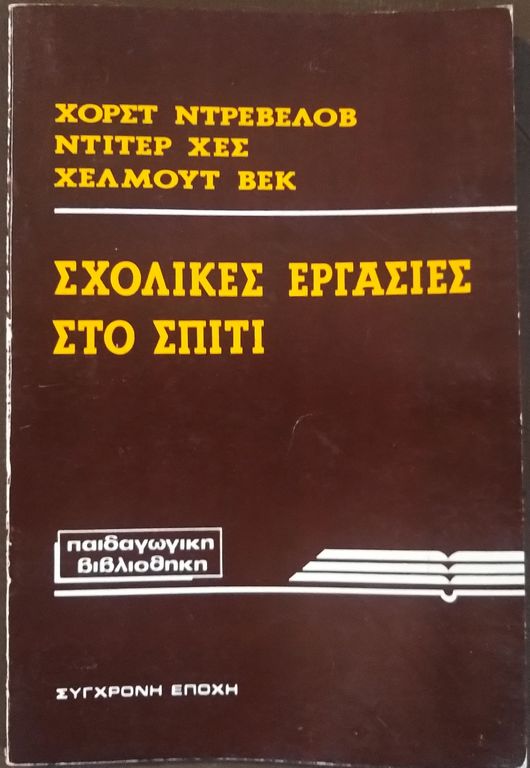 ΧΟΡΣΤ ΝΤΡΕΒΕΛΟΒ
ΝΤΙΤΕΡ ΧΕΣ
ΧΕΛΜΟΥΤ ΒΕΚ
ΣΧΟΛΙΚΕΣ ΕΡΓΑΣΙΕΣ
ΣΤΟ ΣΠΙΤΙ
παιδαγωγικη
βιβλιοθηκη
ΣΥΓΧΡΟΝΗ ΕΠΟΧΗ